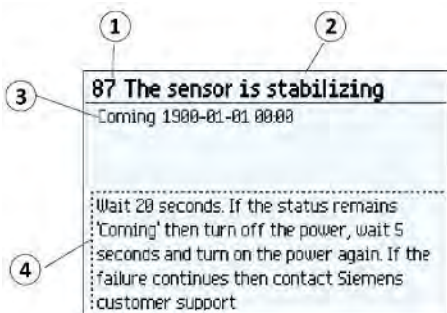 1 2
87 The sensor is stabilizing
3
Coming 1900-01-01 00:00
Wait 20 seconds. If the status remains
'Coming' then turn off the power, wait 5
seconds and turn on the power again. If the
4
failure continues then contact Siemens
customer support